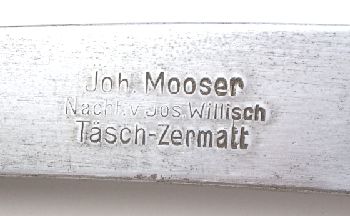 Joh. Mooser
Nachf. v Jos. Willisch
Täsch-Zermatt